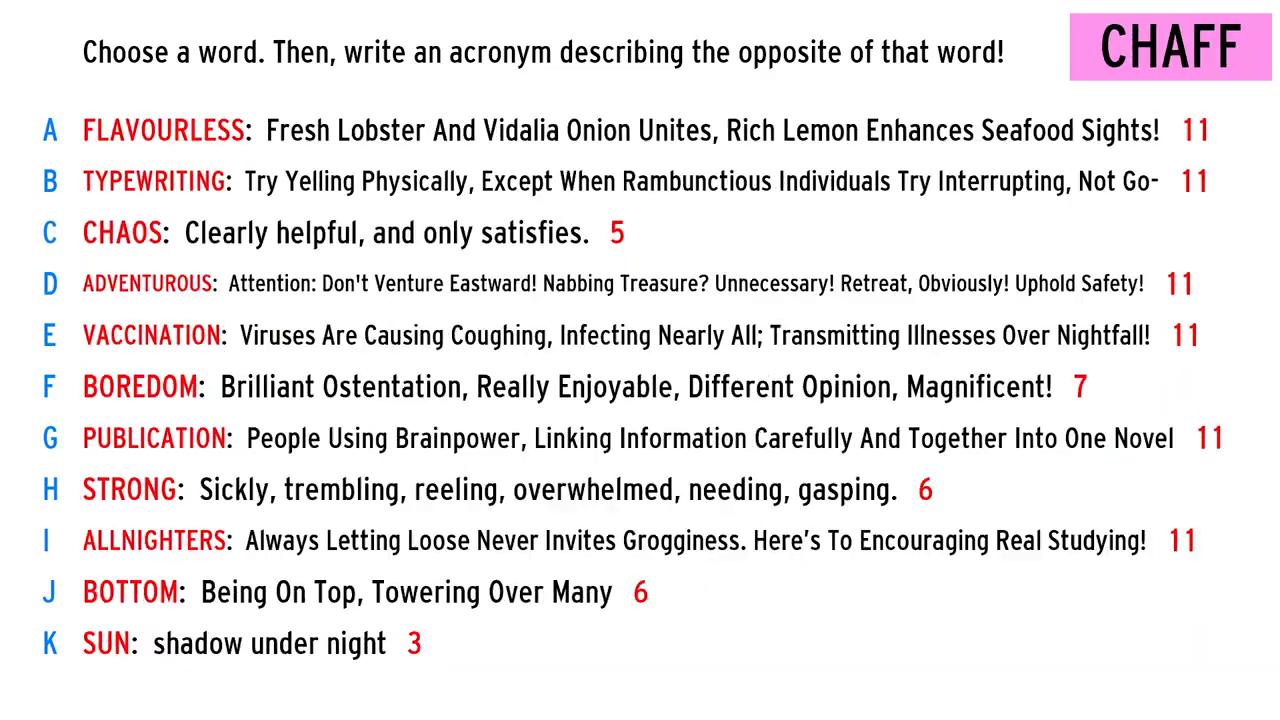 Choose a word. Then, write an acronym describing the opposite of that word!
CHAFF
A FLAVOURLESS: Fresh Lobster And Vidalia Onion Unites, Rich Lemon Enhances Seafood Sights! 11
B TYPEWRITING: Try Yelling Physically, Except When Rambunctious Individuals Try Interrupting, Not Go- 11
C CHAOS: Clearly helpful, and only satisfies. 5
D ADVENTUROUS: Attention: Don't Venture Eastward! Nabbing Treasure? Unnecessary! Retreat, Obviously! Uphold Safety! 11
E VACCINATION: Viruses Are Causing Coughing, Infecting Nearly All; Transmitting Illnesses Over Nightfall! 11
F BOREDOM: Brilliant Ostentation, Really Enjoyable, Different Opinion, Magnificent! 7
G PUBLICATION: People Using Brainpower, Linking Information Carefully And Together Into One Novel 11
H STRONG: Sickly, trembling, reeling, overwhelmed, needing, gasping. 6
I ALLNIGHTERS: Always Letting Loose Never Invites Grogginess. Here’s To Encouraging Real Studying! 11
J BOTTOM: Being On Top, Towering Over Many 6
K SUN: shadow under night 3